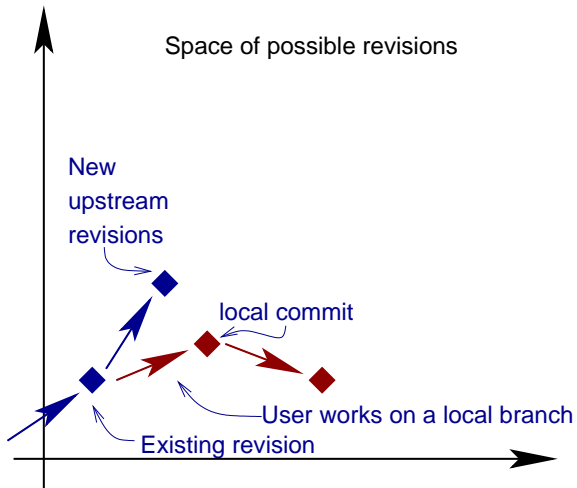 Space of possible revisions
New
upstream
revisions
local commit
User works on a local branch
Existing revision